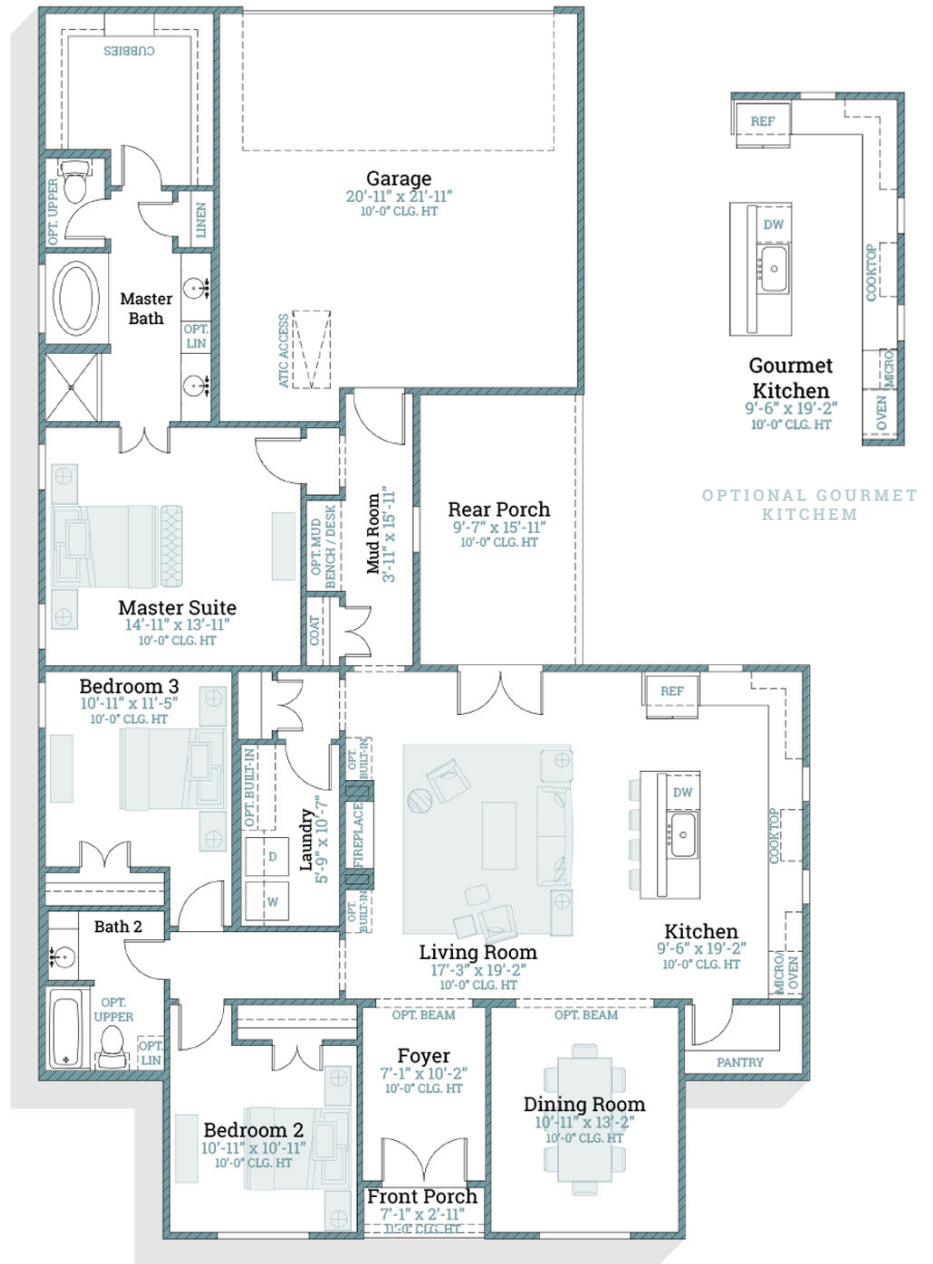 CUBBIES
OPT. UPPER
LINEN
Master
Bath
OPT.
LIN
Garage
20'-11” x 21'-11”
10'-0” CLG. HT
ATIC ACCESS
REF
DW
COOKTOP
MICRO
OVEN
Gourmet
Kitchen
9'-6” x 19'-2”
10'-0” CLG. HT
OPTIONAL GOURMET
KITCHEM
Master Suite
14'-11” x 13'-11”
10'-0” CLG. HT
OPT. MUD
BENCH / DESK
COAT
Mud Room
3'-11” x 15'-11”
Rear Porch
9'-7” x 15'-11”
10'-0” CLG. HT
Bedroom 3
10'-11” x 11'-5”
10'-0” CLG. HT
OPT. BUILT-IN
D
W
Laundry
5'-9” x 10'-7”
OPT.
BUILT-IN
FIREPLACE
OPT.
BUILT-IN
Living Room
17'-3” x 19'-2”
10'-0” CLG. HT
REF
DW
COOKTOP
MICRO/
OVEN
Kitchen
9'-6” x 19'-2”
10'-0” CLG. HT
Bath 2
OPT.
UPPER
OPT.
LIN
OPT. BEAM
OPT. BEAM
PANTRY
Foyer
7'-1” x 10'-2”
10'-0” CLG. HT
Dining Room
10'-11” x 13'-2”
10'-0” CLG. HT
Bedroom 2
10'-11” x 10'-11”
10'-0” CLG. HT
Front Porch
7'-1” x 2'-11”
11'-0” CLG. HT